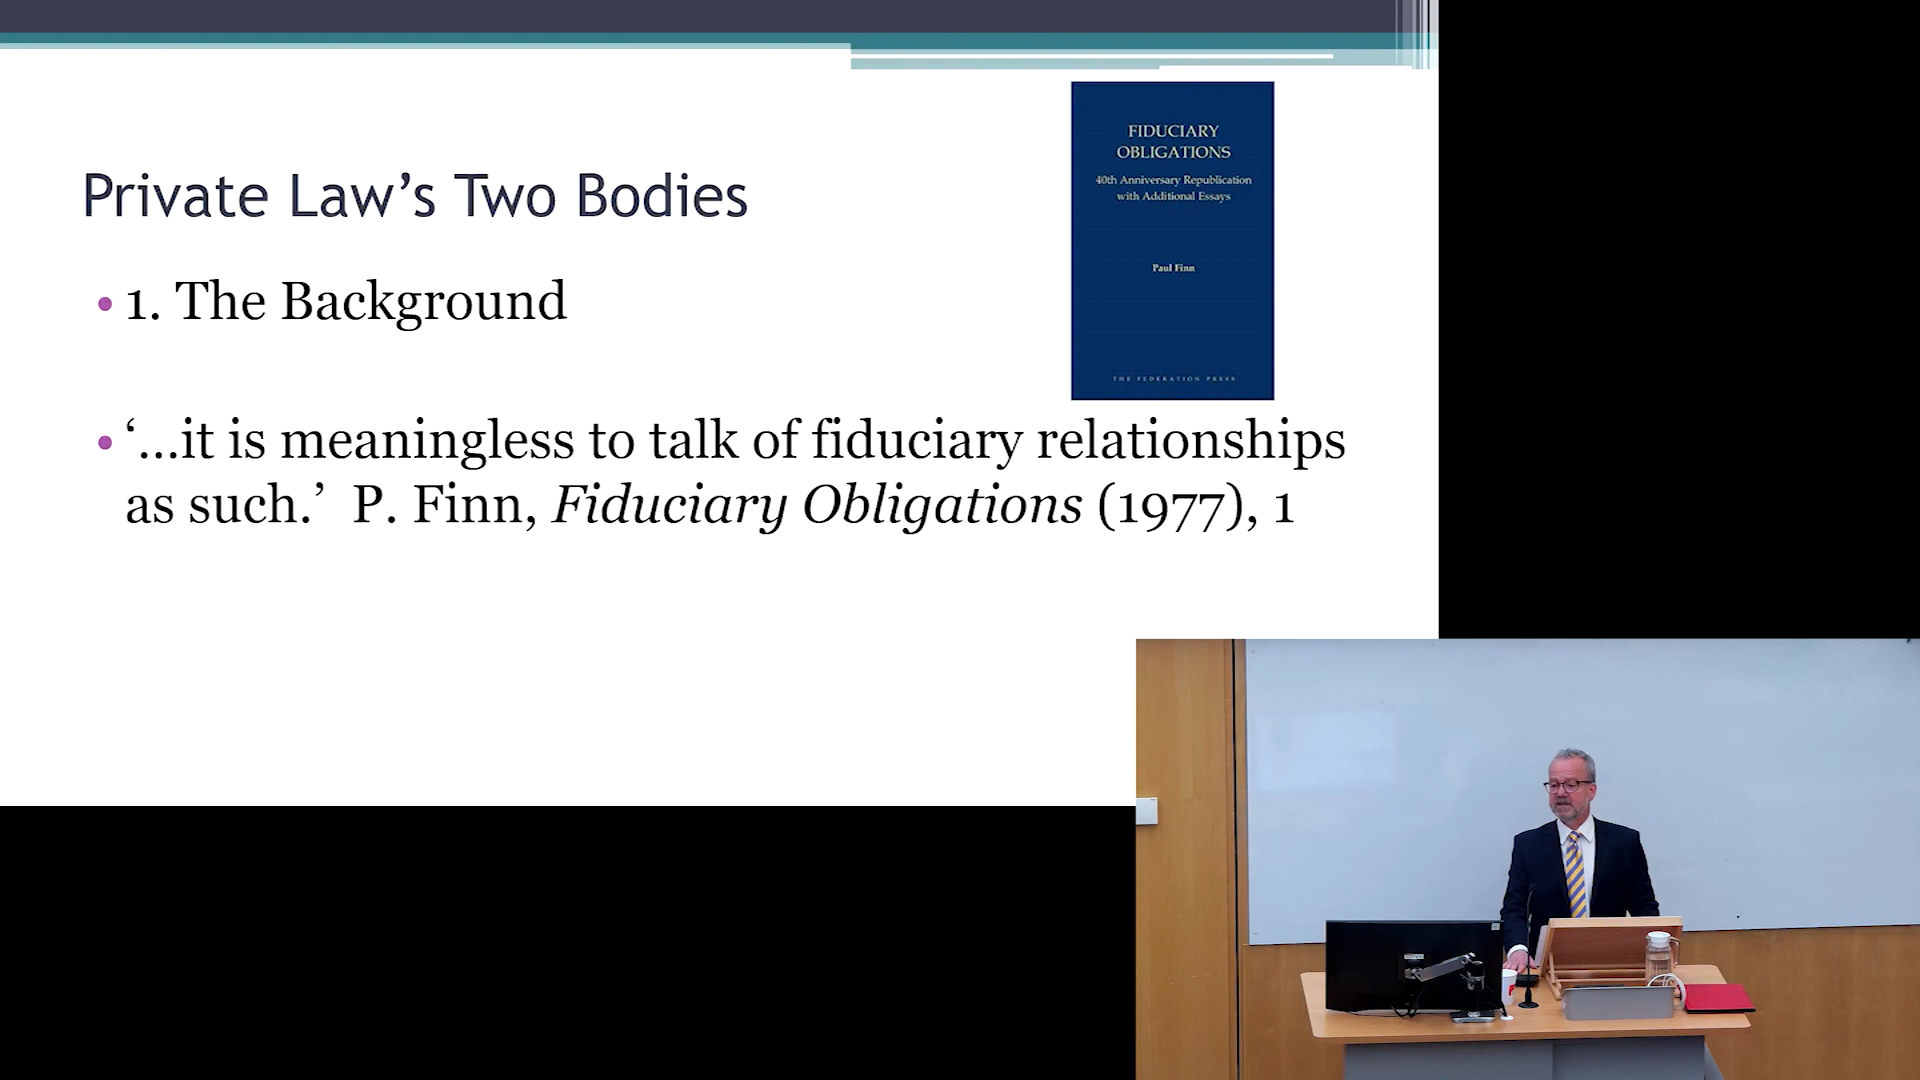 FIDUCIARY
OBLIGATIONS
40th Anniversary Republication
with Additional Essays
Paul Finn
THE FEDERATION PRESS
Private Law’s Two Bodies
• 1. The Background
• ‘…it is meaningless to talk of fiduciary relationships
as such.’ P. Finn, Fiduciary Obligations (1977), 1